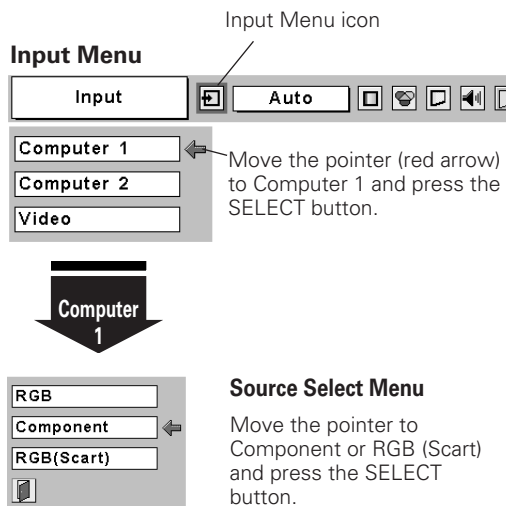 Input Menu icon
Input Menu
Input
Auto
Computer 1
Computer 2
Video
Move the pointer (red arrow)
to Computer 1 and press the
SELECT button.
Computer
1
RGB
Component
RGB(Scart)
Source Select Menu
Move the pointer to
Component or RGB (Scart)
and press the SELECT
button.